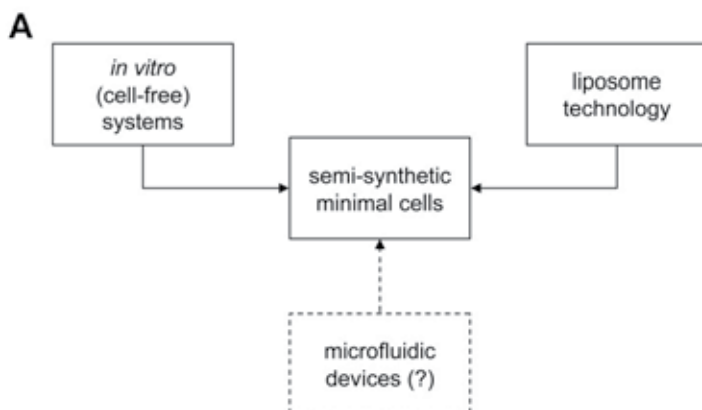 A
in vitro
(cell-free)
systems
liposome
technology
semi-synthetic
minimal cells
microfluidic
devices (?)